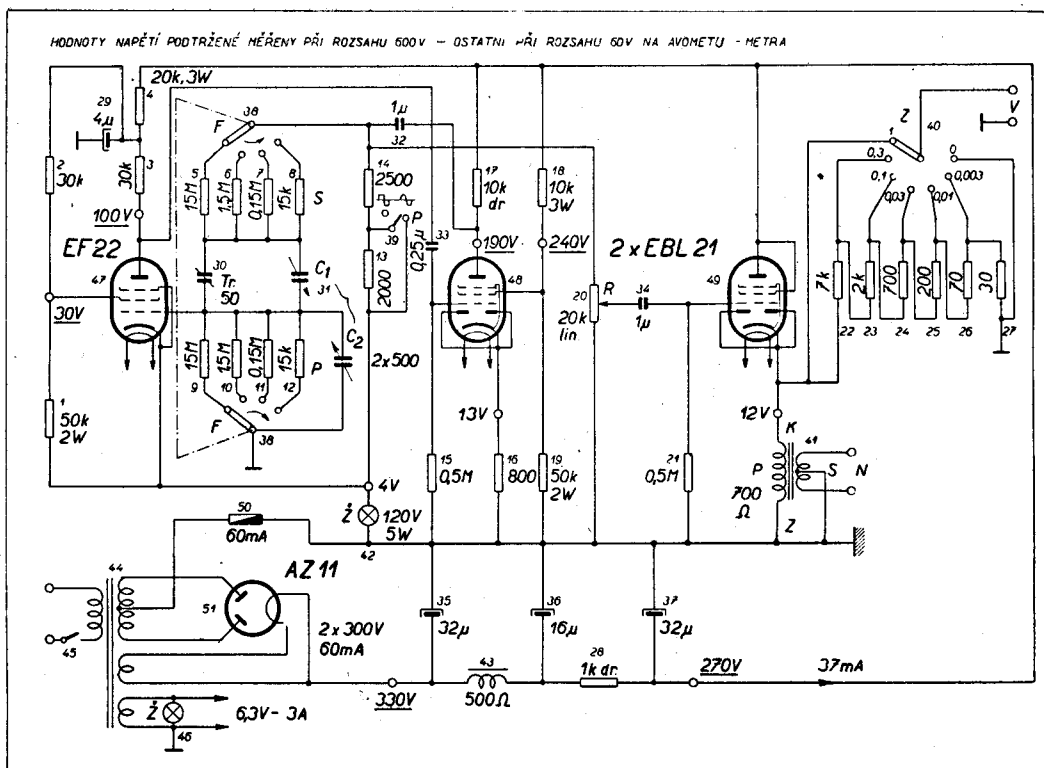 HODNOTY NAPĚTÍ PODTRŽENÉ MĚŘENY PŘI ROZSAHU 600V – OSTATNI PŘI ROZSAHU 60V NA AVOMETU - METRA
20k, 3W
29
4μ
4
2
30k
3
30k
100V
EF22
47
30V
1
50k
2W
F
38
5
6
7
8
15M
1,5M
0,15M
15k
S
30
Tr.
50
C1
31
C2
2x500
15M
1,5M
0,15M
15k
P
9
10
11
12
F
38
1μ
32
14
2500
P
39
13
2000
33
0,25μ
17
10k
dr
190V
48
18
10k
3W
240V
20
R
20k
lin
34
1μ
2x EBL 21
49
Z
40
V
1
0,3
0,1
0,03
0,01
0,003
0
7k
2k
700
200
70
30
22
23
24
25
26
27
4V
Ž
120V
5W
42
15
0,5M
13V
16
800
19
50k
2W
21
0,5M
12V
K
41
P
700
Ω
S
N
Z
50
60mA
44
AZ 11
51
2x300V
60mA
45
Ž
6,3V-3A
46
330V
35
32μ
43
500Ω
36
16μ
28
1k dr.
37
32μ
270V
37mA